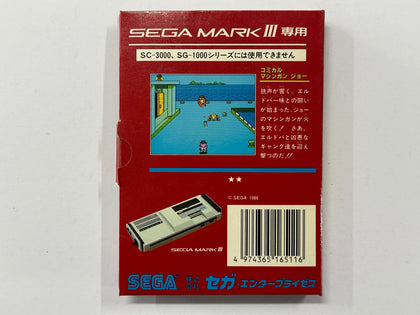 SEGA MARK III 専用
SC-3000、SG-1000シリーズには使用できません
コミカル
マシンガン ジョー
銃声が響く、エル
ドバ一味との闘い
が始まった。ジョー
のマシンガンが火
を吹く! さあ、
エルドバと凶悪な
ギャング達を迎え
撃つのだ!!
★★
© SEGA 1986
SEGA MARK III
4 974365 165116
SEGA 株式会社 セガ・エンタープライゼス